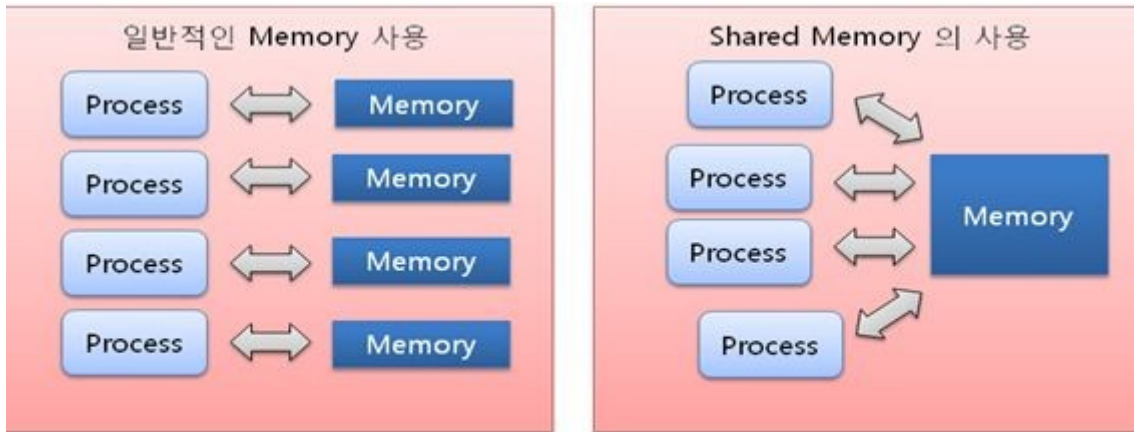 일반적인 Memory 사용
Process
Memory
Process
Memory
Process
Memory
Process
Memory
Shared Memory 의 사용
Process
Process
Process
Process
Memory